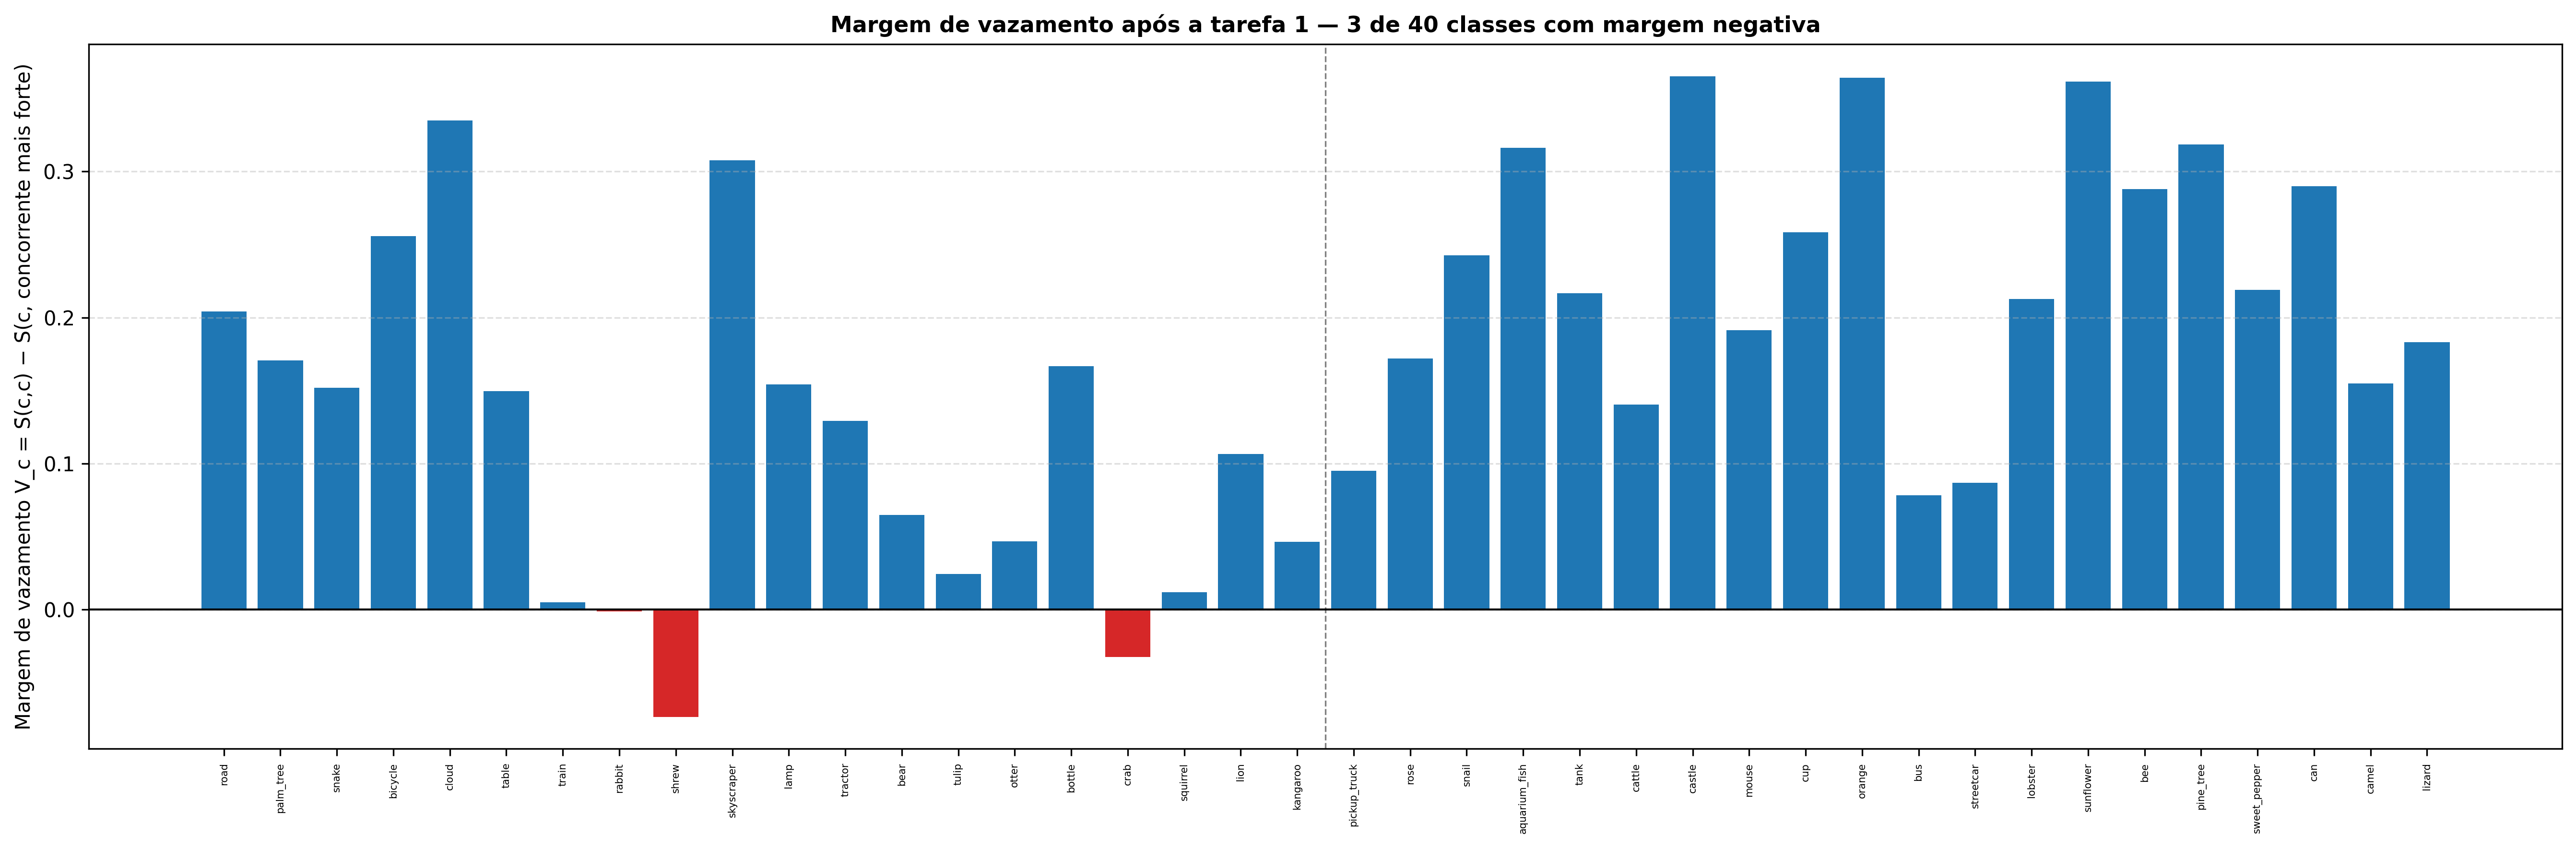 Margem de vazamento após a tarefa 1 — 3 de 40 classes com margem negativa
Margem de vazamento V_c = S(c,c) − S(c, concorrente mais forte)
0.3
0.2
0.1
0.0
road
palm_tree
snake
bicycle
cloud
table
train
rabbit
shrew
skyscraper
lamp
tractor
bear
tulip
otter
bottle
crab
squirrel
lion
kangaroo
pickup_truck
rose
snail
aquarium_fish
tank
cattle
castle
mouse
cup
orange
bus
streetcar
lobster
sunflower
bee
pine_tree
sweet_pepper
can
camel
lizard